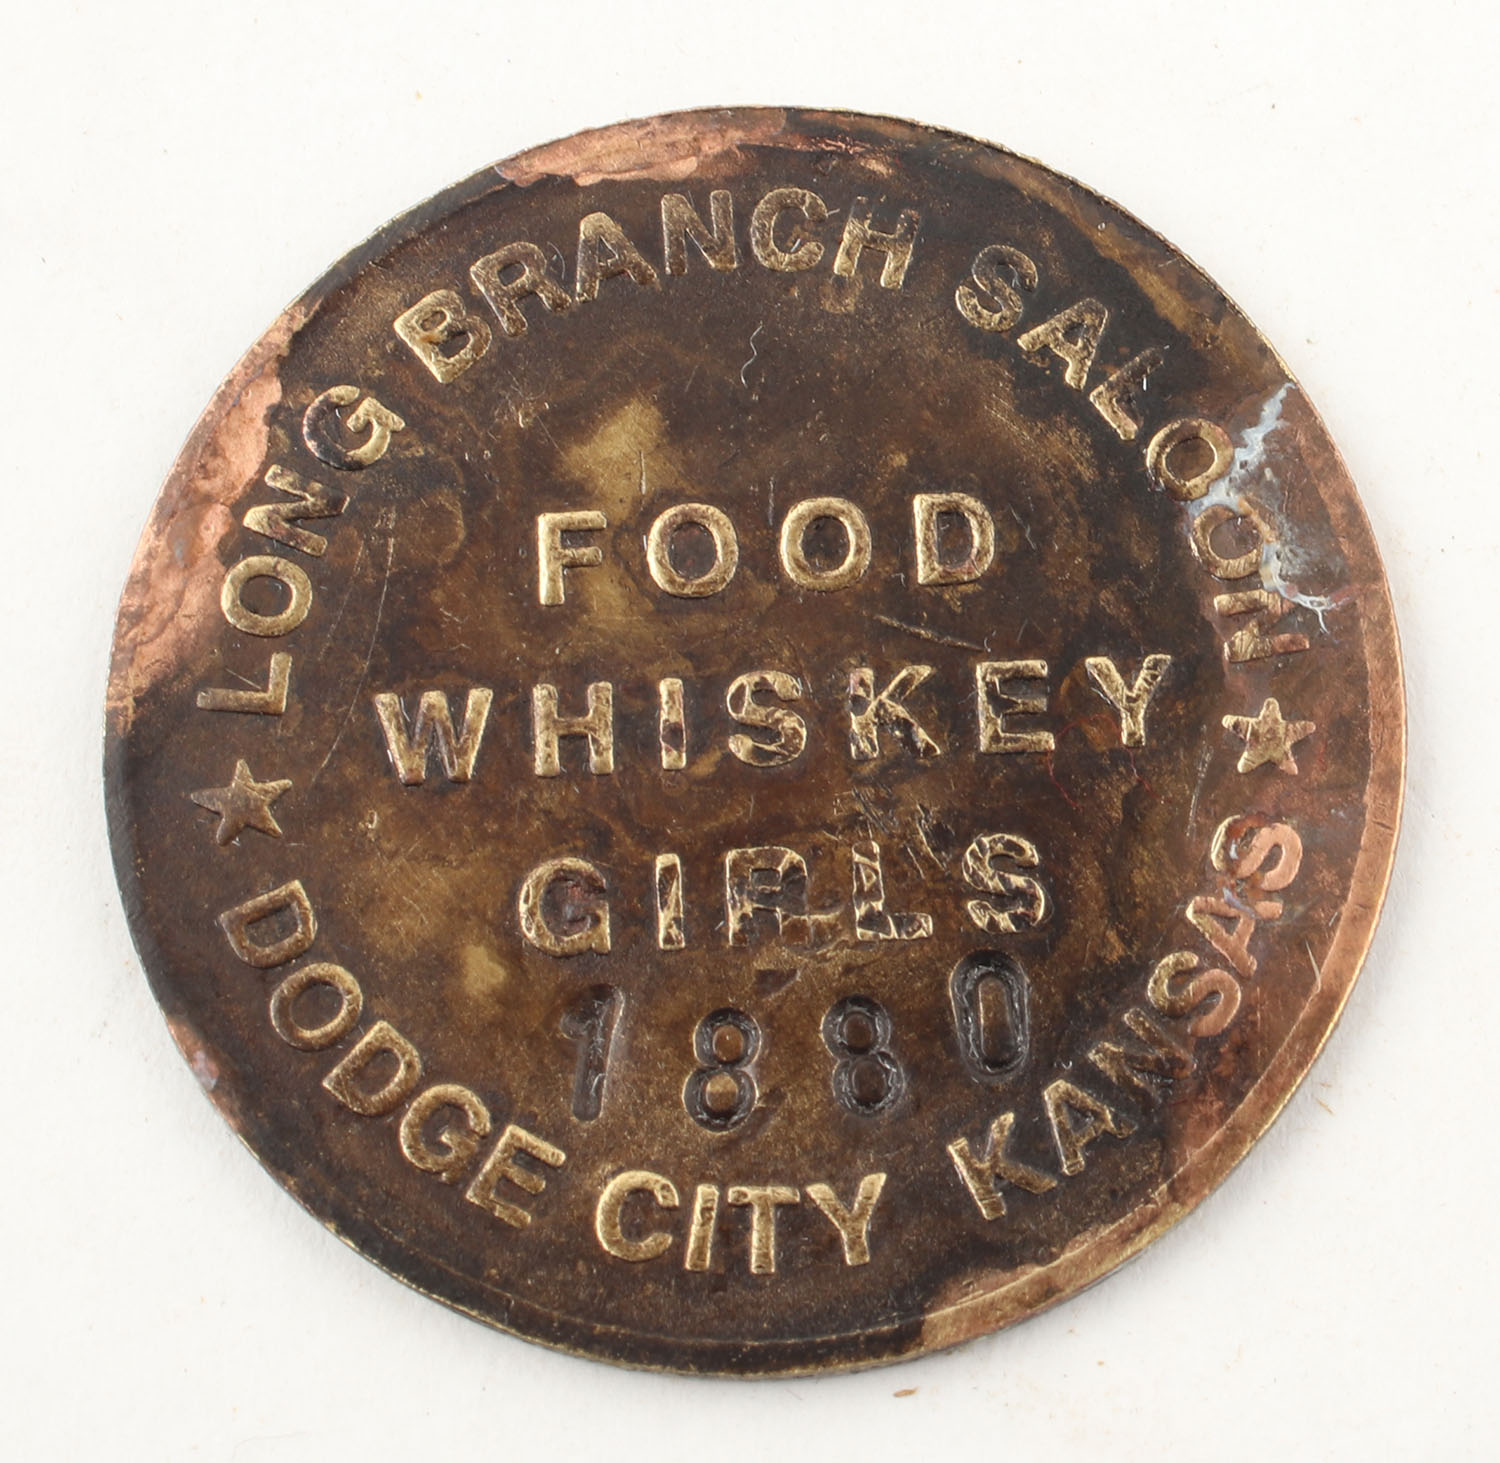 LONG BRANCH SALOON
FOOD
WHISKEY
GIRLS
1880
DODGE CITY KANSAS